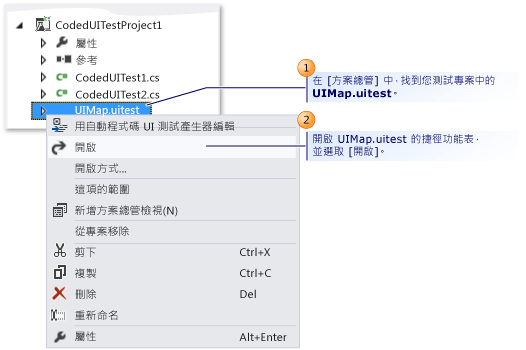 CodedUITestProject1
屬性
參考
CodedUITest1.cs
CodedUITest2.cs
UIMap.uitest
用自動程式碼 UI 測試產生器編輯
開啟
開啟方式...
這項的範圍
新增方案總管檢視(N)
從專案移除
剪下 Ctrl+X
複製 Ctrl+C
刪除 Del
重新命名
屬性 Alt+Enter
1
在 [方案總管] 中，找到您測試專案中的
UIMap.uitest。
2
開啟 UIMap.uitest 的捷徑功能表，
並選取 [開啟]。